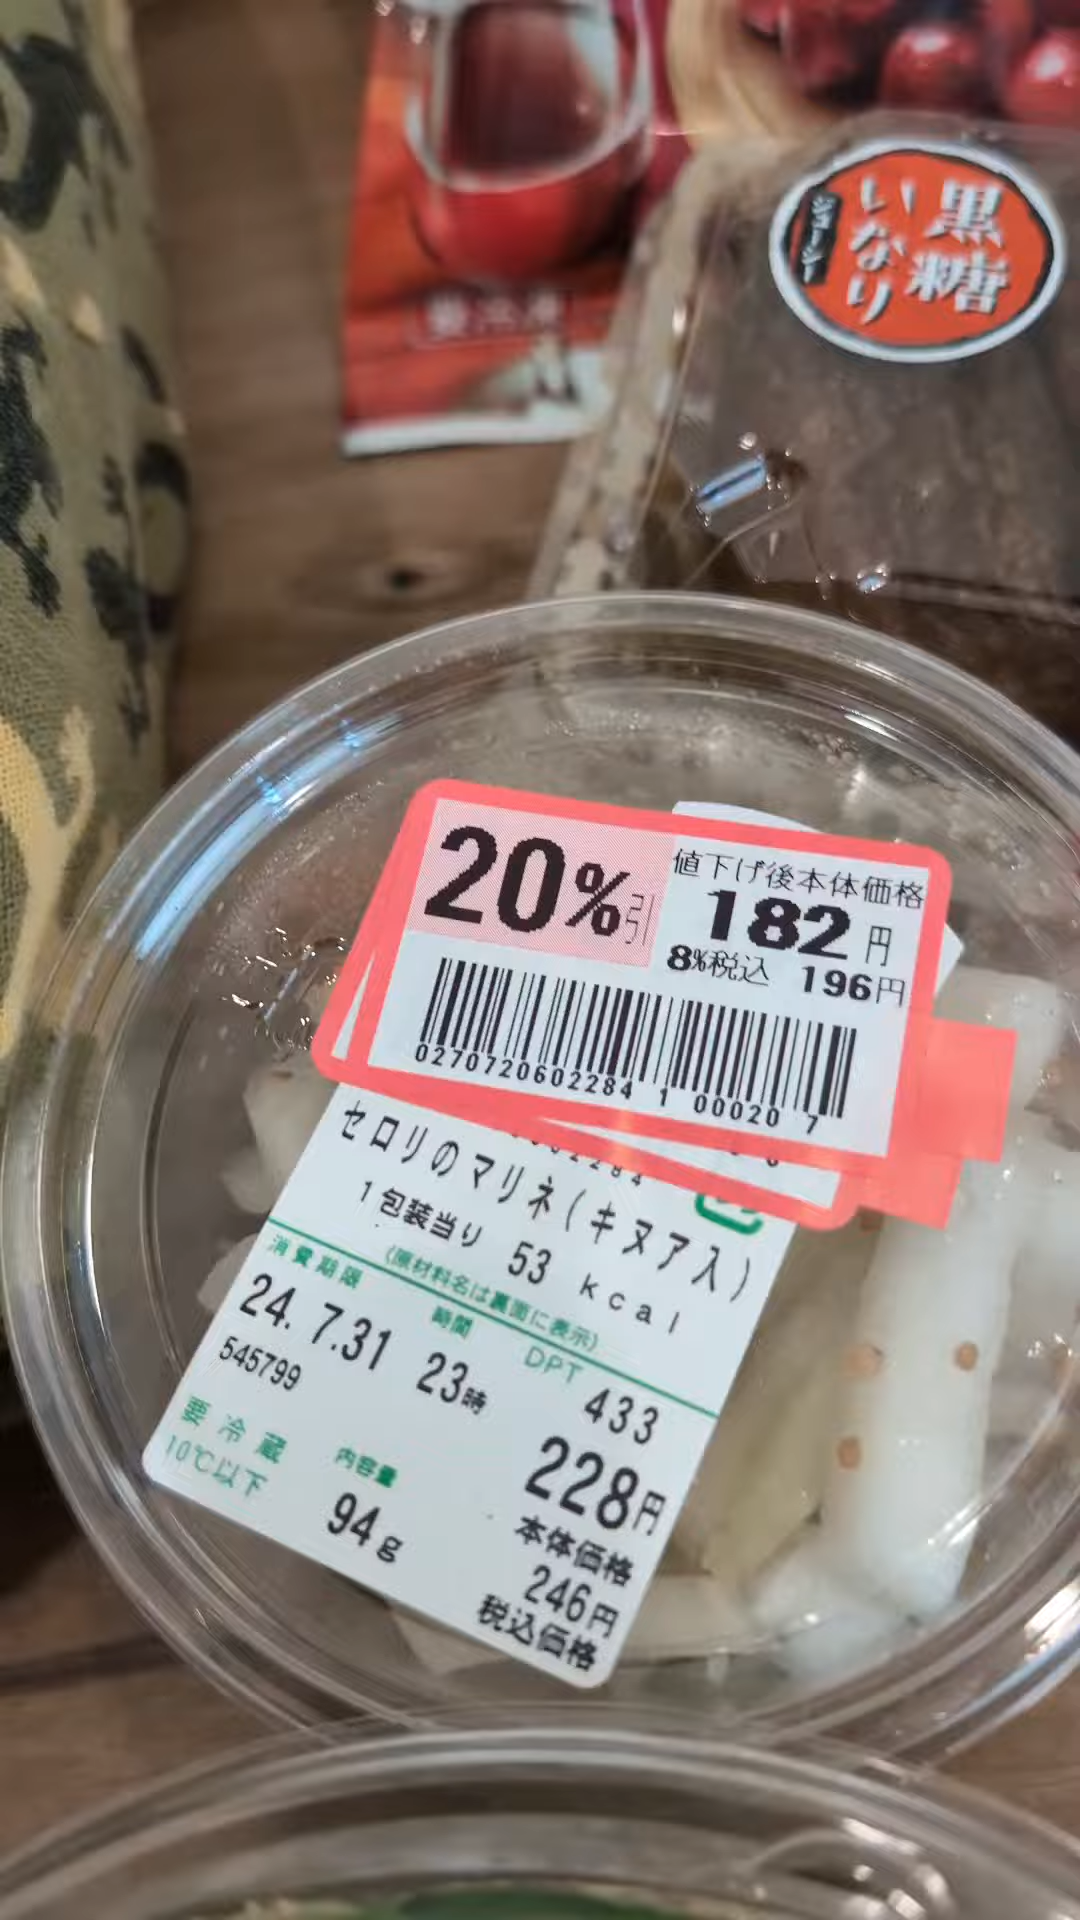 黒糖
いなり
ジューシー
20%引
値下げ後本体価格
182円
8%税込 196円
0270720602284 1 00020 7
セロリのマリネ(キヌア入)
1包装当り 53 kcal
(原材料名は裏面に表示)
消費期限 時間 DPT
24. 7.31 23時 433
545799
要冷蔵
10℃以下
内容量
94g
228円
本体価格
246円
税込価格